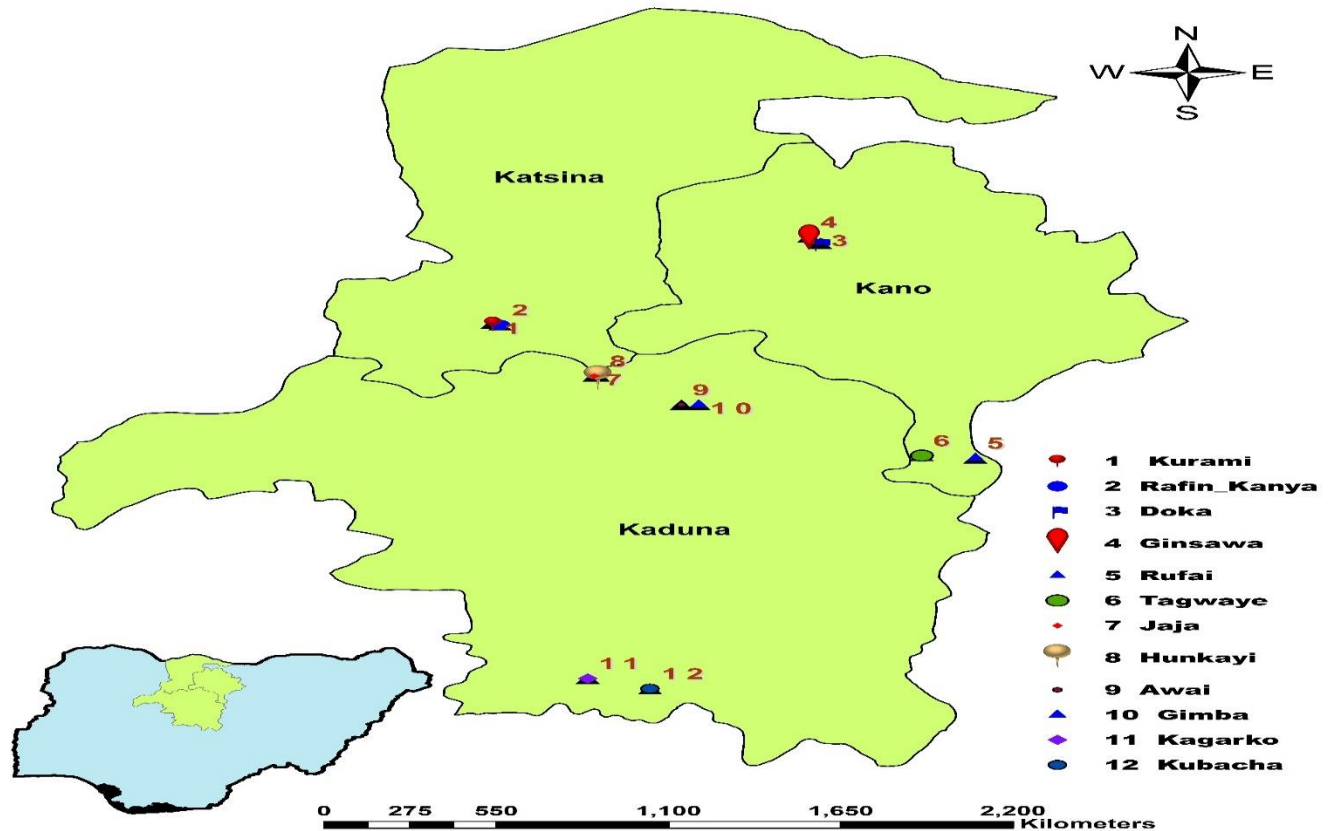 N
W E
S
Katsina
4
3
Kano
2
1
8
7
9
10
6
5
Kaduna
11
12
1 Kurami
2 Rafin_Kanya
3 Doka
4 Ginsawa
5 Rufai
6 Tagwaye
7 Jaja
8 Hunkayi
9 Awai
10 Gimba
11 Kagarko
12 Kubacha
0 275 550 1,100 1,650 2,200
Kilometers